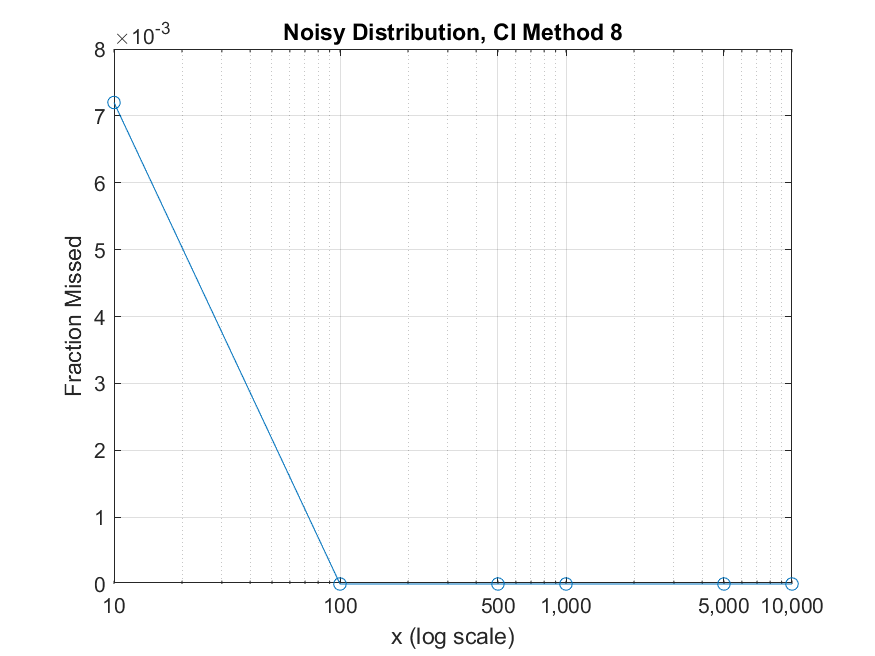 Noisy Distribution, CI Method 8
×10-3
8
7
6
5
4
3
2
1
0
Fraction Missed
10 100 500 1,000 5,000 10,000
x (log scale)